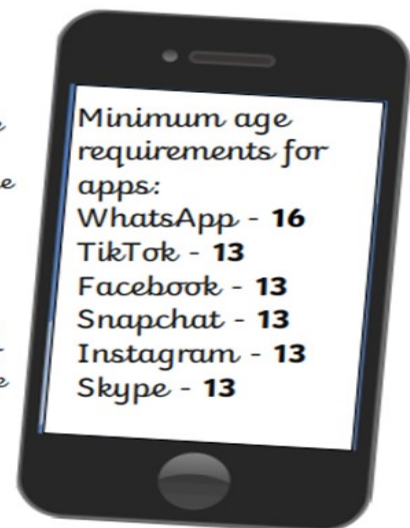 Minimum age
requirements for
apps:
WhatsApp - 16
TikTok - 13
Facebook - 13
Snapchat - 13
Instagram - 13
Skype - 13